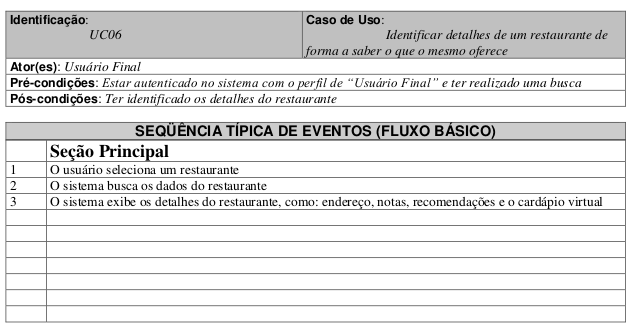 Identificação:
UC06
Caso de Uso:
Identificar detalhes de um restaurante de
forma a saber o que o mesmo oferece
Ator(es): Usuário Final
Pré-condições: Estar autenticado no sistema com o perfil de “Usuário Final” e ter realizado uma busca
Pós-condições: Ter identificado os detalhes do restaurante
SEQÜÊNCIA TÍPICA DE EVENTOS (FLUXO BÁSICO)
Seção Principal
1 O usuário seleciona um restaurante
2 O sistema busca os dados do restaurante
3 O sistema exibe os detalhes do restaurante, como: endereço, notas, recomendações e o cardápio virtual